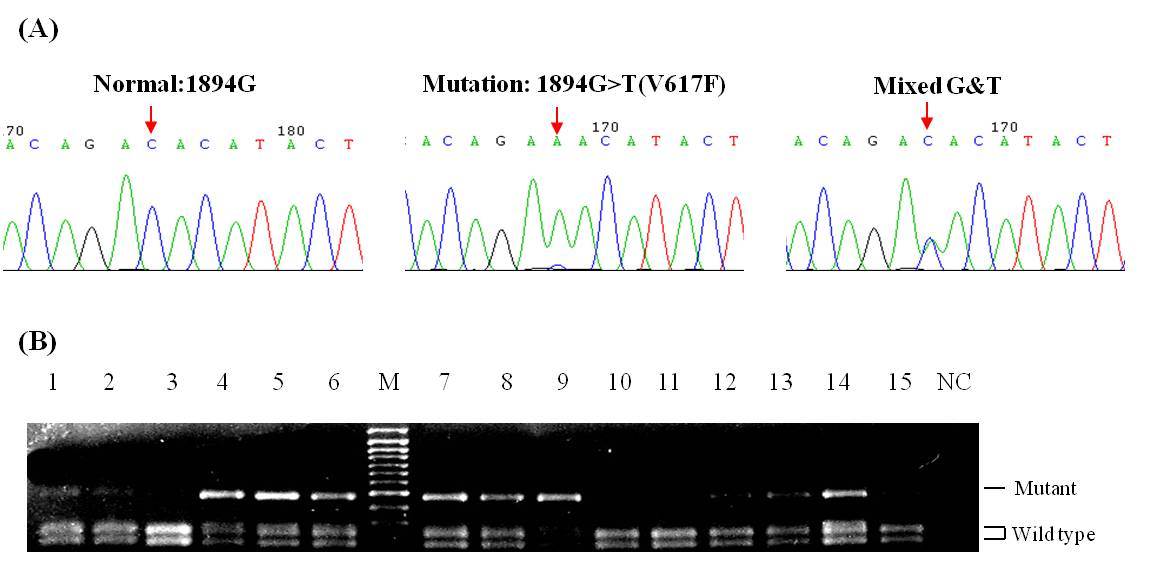 (A)
Normal:1894G
Mutation: 1894G>T(V617F)
Mixed G&T
170 180
A C A G A C A C A T A C T
170
A C A G A A A C A T A C T
170
A C A G A C A C A T A C T
(B)
1 2 3 4 5 6 M 7 8 9 10 11 12 13 14 15 NC
Mutant
Wild type